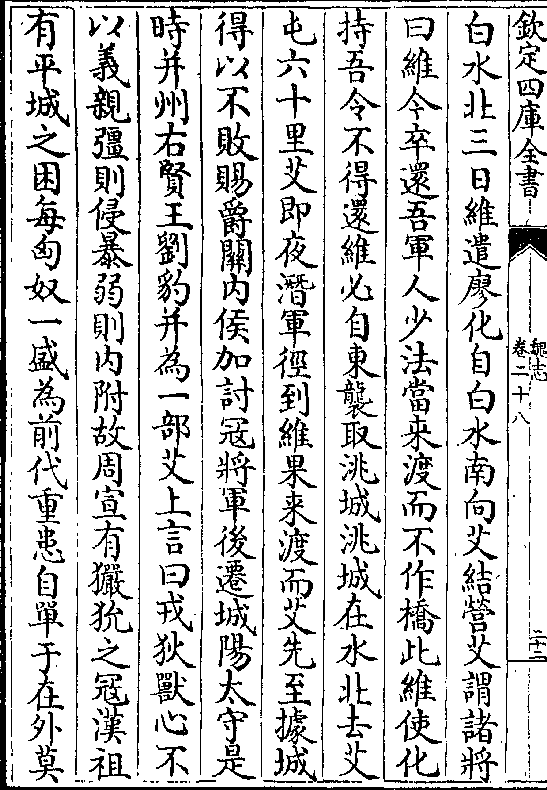 欽定四庫全書
魏志
卷二十八
二十二
白水北三日維遣廖化自白水南向艾結營艾謂諸將
曰維今卒還吾軍人少法當来渡而不作橋此維使化
持吾令不得還維必自東襲取洮城洮城在水北去艾
屯六十里艾即夜潛軍徑到維果来渡而艾先至據城
得以不敗賜爵關内侯加討冦將軍後遷城陽太守是
時并州右賢王劉豹并為一部艾上言曰戎狄獸心不
以義親彊則侵暴弱則内附故周宣有玁狁之冦漢祖
有平城之困每匈奴一盛為前代重患自單于在外莫